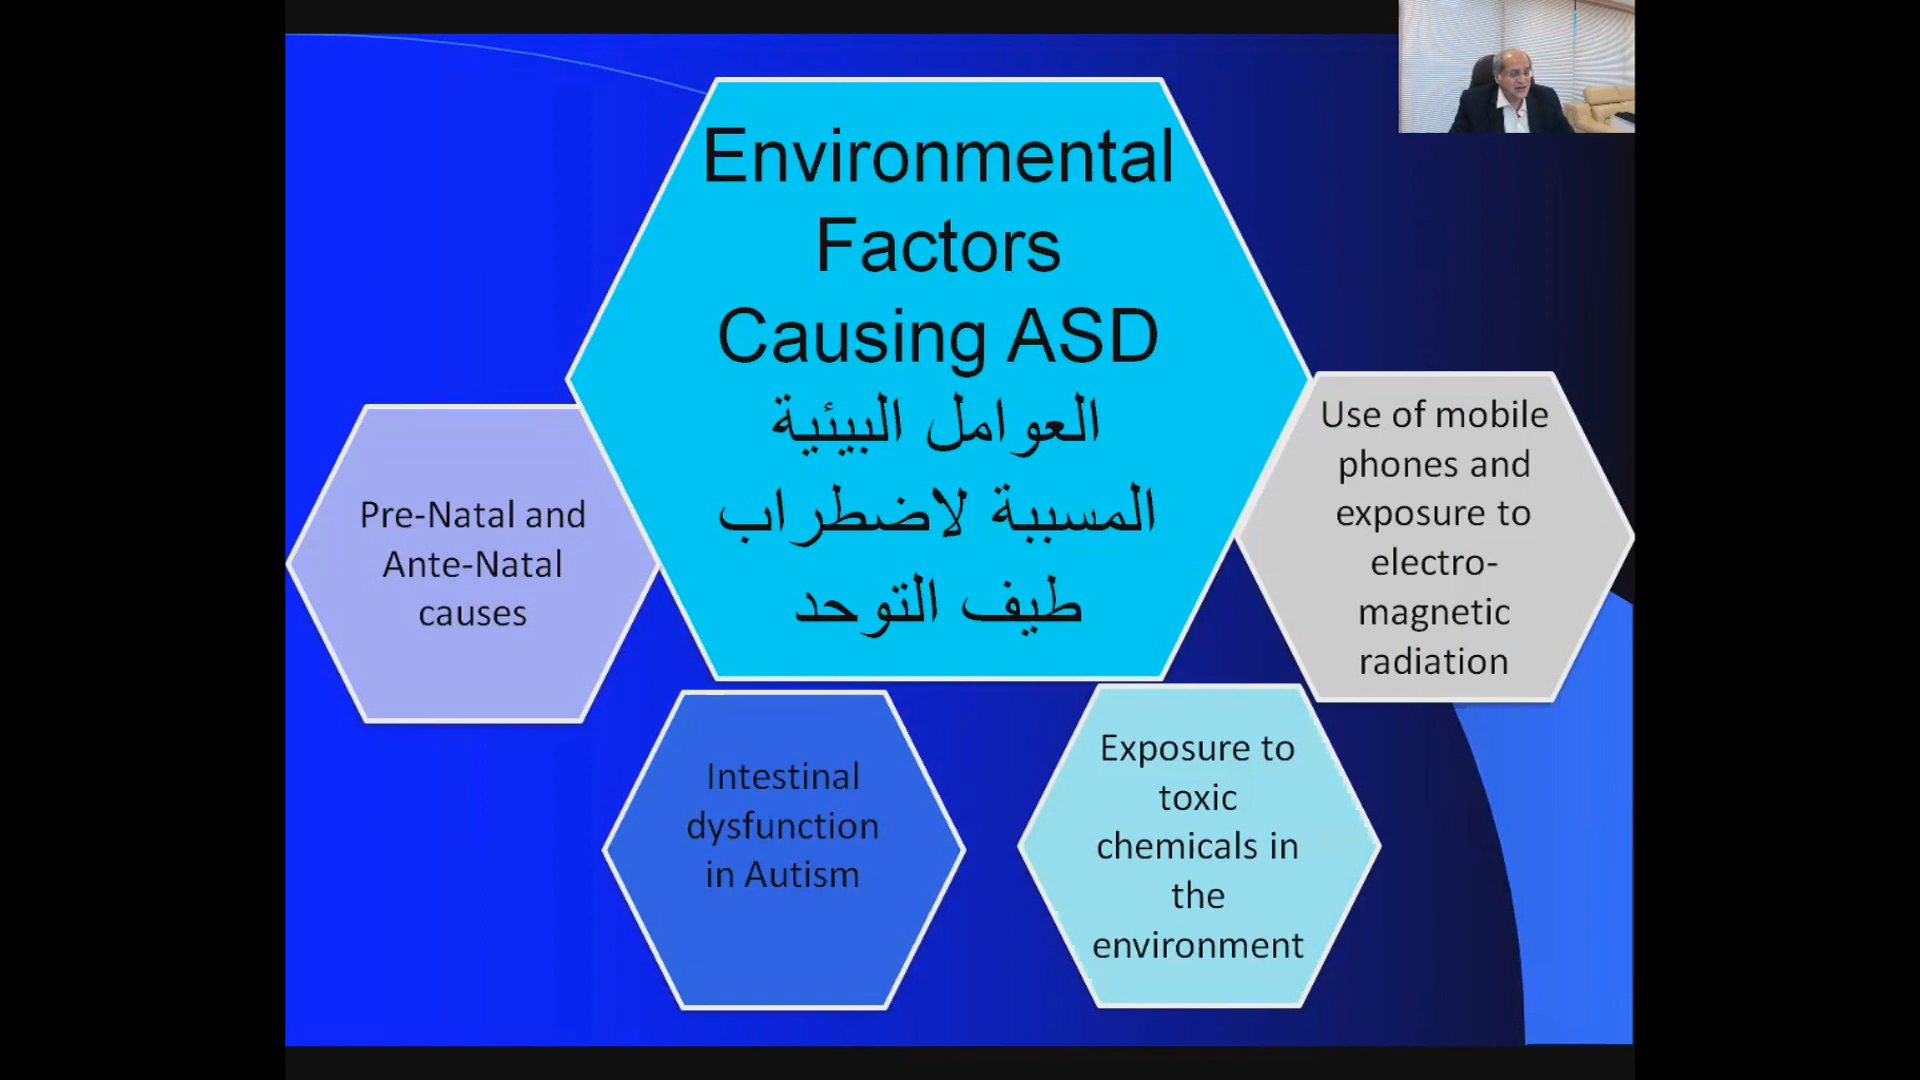 Environmental
Factors
Causing ASD
العوامل البيئية
المسببة لاضطراب
طيف التوحد
Pre-Natal and
Ante-Natal
causes
Intestinal
dysfunction
in Autism
Exposure to
toxic
chemicals in
the
environment
Use of mobile
phones and
exposure to
electro-
magnetic
radiation